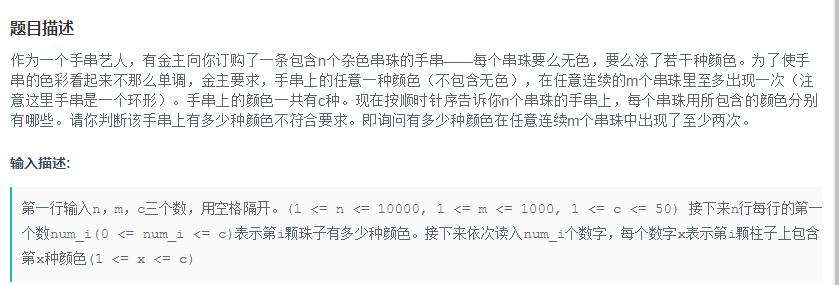 题目描述
作为一个手串艺人，有金主向你订购了一条包含n个杂色串珠的手串——每个串珠要么无色，要么涂了若干种颜色。为了使手
串的色彩看起来不那么单调，金主要求，手串上的任意一种颜色（不包含无色），在任意连续的m个串珠里至多出现一次（注
意这里手串是一个环形）。手串上的颜色一共有c种。现在按顺时针序告诉你n个串珠的手串上，每个串珠用所包含的颜色分别
有哪些。请你判断该手串上有多少种颜色不符合要求。即询问有多少种颜色在任意连续m个串珠中出现了至少两次。
输入描述:
第一行输入n，m，c三个数，用空格隔开。(1 <= n <= 10000, 1 <= m <= 1000, 1 <= c <= 50) 接下来n行每行的第一
个数num_i(0 <= num_i <= c)表示第i颗珠子有多少种颜色。接下来依次读入num_i个数字，每个数字x表示第i颗柱子上包含
第x种颜色(1 <= x <= c)